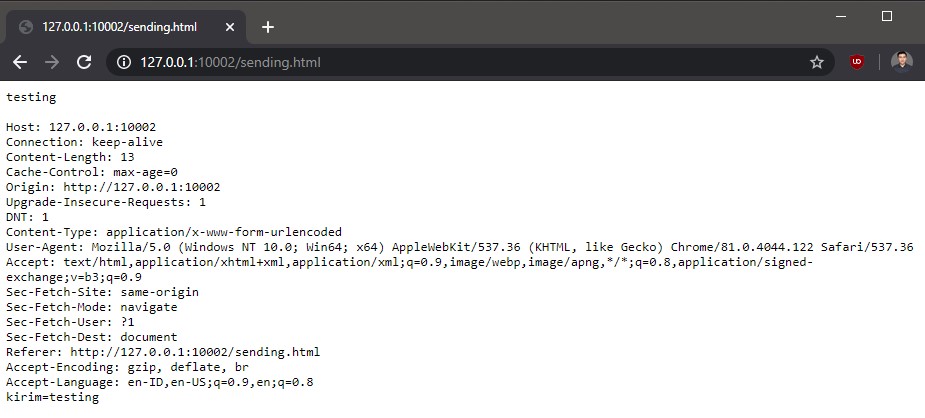 127.0.0.1:10002/sending.html
127.0.0.1:10002/sending.html
testing
Host: 127.0.0.1:10002
Connection: keep-alive
Content-Length: 13
Cache-Control: max-age=0
Origin: http://127.0.0.1:10002
Upgrade-Insecure-Requests: 1
DNT: 1
Content-Type: application/x-www-form-urlencoded
User-Agent: Mozilla/5.0 (Windows NT 10.0; Win64; x64) AppleWebKit/537.36 (KHTML, like Gecko) Chrome/81.0.4044.122 Safari/537.36
Accept: text/html,application/xhtml+xml,application/xml;q=0.9,image/webp,image/apng,*/*;q=0.8,application/signed-
exchange;v=b3;q=0.9
Sec-Fetch-Site: same-origin
Sec-Fetch-Mode: navigate
Sec-Fetch-User: ?1
Sec-Fetch-Dest: document
Referer: http://127.0.0.1:10002/sending.html
Accept-Encoding: gzip, deflate, br
Accept-Language: en-ID,en-US;q=0.9,en;q=0.8
kirim=testing